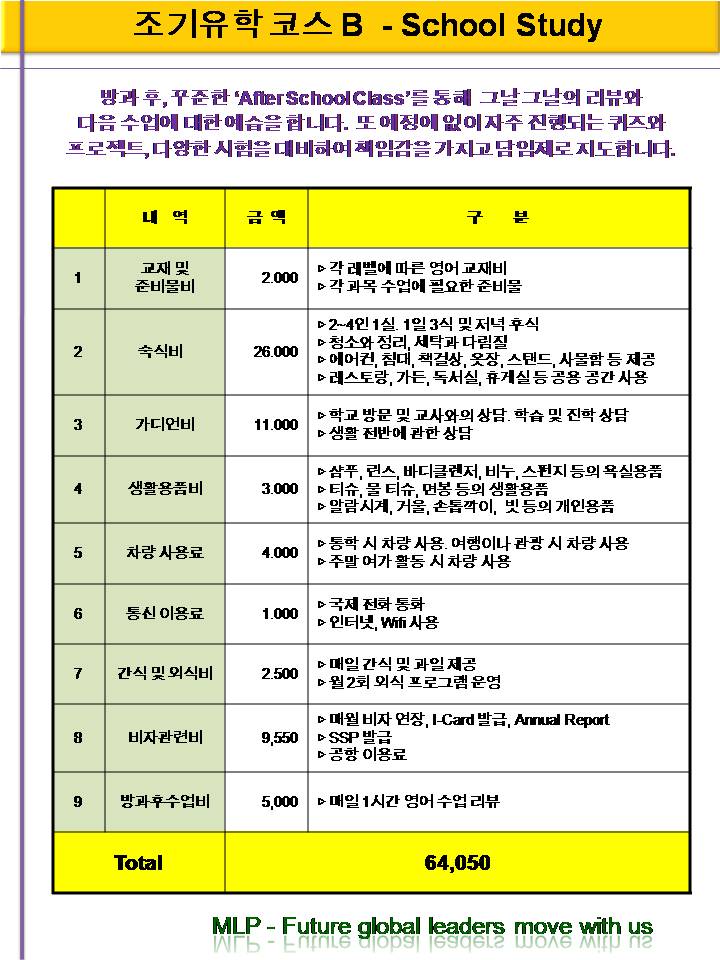 조기유학 코스 B - School Study
방과 후, 꾸준한 ‘After School Class’를 통해 그날 그날의 리뷰와
다음 수업에 대한 예습을 합니다. 또 예정에 없이 자주 진행되는 퀴즈와
프로젝트, 다양한 시험을 대비하여 책임감을 가지고 담임제로 지도합니다.
내 역 금 액 구 분
1 교재 및 준비물비 2.000
▹각 레벨에 따른 영어 교재비
▹각 과목 수업에 필요한 준비물
2 숙식비 26.000
▹2~4인 1실. 1일 3식 및 저녁 후식
▹청소와 정리, 세탁과 다림질
▹에어컨, 침대, 책걸상, 옷장, 스탠드, 사물함 등 제공
▹레스토랑, 가든, 독서실, 휴게실 등 공용 공간 사용
3 가디언비 11.000
▹학교 방문 및 교사와의 상담. 학습 및 진학 상담
▹생활 전반에 관한 상담
4 생활용품비 3.000
▹샴푸, 린스, 바디클렌저, 비누, 스펀지 등의 욕실용품
▹티슈, 물 티슈, 면봉 등의 생활용품
▹알람시계, 거울, 손톱깍이, 빗 등의 개인용품
5 차량 사용료 4.000
▹통학 시 차량 사용. 여행이나 관광 시 차량 사용
▹주말 여가 활동 시 차량 사용
6 통신 이용료 1.000
▹국제 전화 통화
▹인터넷, Wifi 사용
7 간식 및 외식비 2.500
▹매일 간식 및 과일 제공
▹월 2회 외식 프로그램 운영
8 비자관련비 9,550
▹매월 비자 연장, I-Card 발급, Annual Report
▹SSP 발급
▹공항 이용료
9 방과후수업비 5,000
▹매일 1시간 영어 수업 리뷰
Total 64,050
MLP - Future global leaders move with us